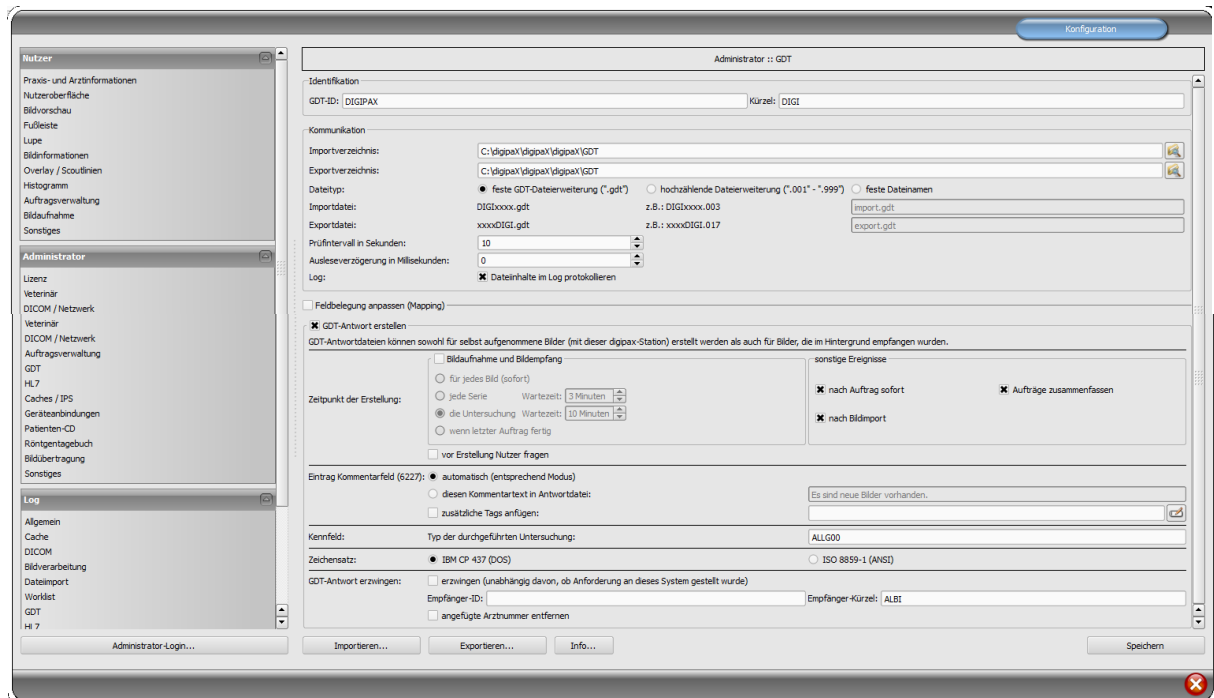 Konfiguration
Nutzer
Praxis- und Arztinformationen
Nutzeroberfläche
Bildvorschau
Fußleiste
Lupe
Bildinformationen
Overlay / Scoutlinien
Histogramm
Auftragsverwaltung
Bildaufnahme
Sonstiges
Administrator
Lizenz
Veterinär
DICOM / Netzwerk
Veterinär
DICOM / Netzwerk
Auftragsverwaltung
GDT
HL7
Caches / IPS
Geräteanbindungen
Patienten-CD
Röntgentagebuch
Bildübertragung
Sonstiges
Log
Allgemein
Cache
DICOM
Bildverarbeitung
Dateiimport
Worklist
GDT
HL7
Administrator-Login...
Administrator :: GDT
Identifikation
GDT-ID: DIGIPAX Kürzel: DIGI
Kommunikation
Importverzeichnis: C:\digipaX\digipaX\digipaX\GDT
Exportverzeichnis: C:\digipaX\digipaX\digipaX\GDT
Dateityp: feste GDT-Dateierweiterung (".gdt") hochzählende Dateierweiterung (".001" - ".999") feste Dateinamen
Importdatei: DIGIxxxx.gdt z.B.: DIGIxxxx.003 import.gdt
Exportdatei: xxxxDIGI.gdt z.B.: xxxxDIGI.017 export.gdt
Prüfintervall in Sekunden: 10
Ausleseverzögerung in Millisekunden: 0
Log: Dateiinhalte im Log protokollieren
Feldbelegung anpassen (Mapping)
GDT-Antwort erstellen
GDT-Antwortdateien können sowohl für selbst aufgenommene Bilder (mit dieser digipax-Station) erstellt werden als auch für Bilder, die im Hintergrund empfangen wurden.
Zeitpunkt der Erstellung:
Bildaufnahme und Bildempfang
für jedes Bild (sofort)
jede Serie Wartezeit: 3 Minuten
die Untersuchung Wartezeit: 10 Minuten
wenn letzter Auftrag fertig
sonstige Ereignisse
nach Auftrag sofort Aufträge zusammenfassen
nach Bildimport
vor Erstellung Nutzer fragen
Eintrag Kommentarfeld (6227): automatisch (entsprechend Modus)
diesen Kommentartext in Antwortdatei: Es sind neue Bilder vorhanden.
zusätzliche Tags anfügen:
Kennfeld: Typ der durchgeführten Untersuchung: ALLG00
Zeichensatz: IBM CP 437 (DOS) ISO 8859-1 (ANSI)
GDT-Antwort erzwingen: erzwingen (unabhängig davon, ob Anforderung an dieses System gestellt wurde)
Empfänger-ID: Empfänger-Kürzel: ALBI
angefügte Arztnummer entfernen
Importieren... Exportieren... Info... Speichern